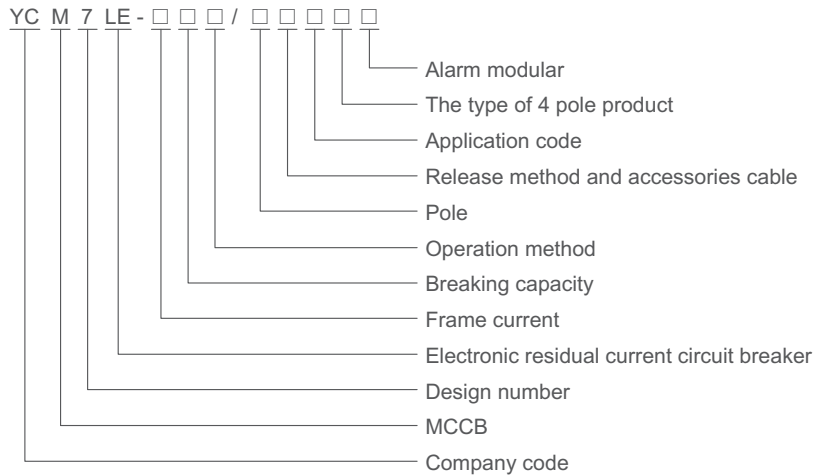 YC M 7 LE - □ □ □ / □ □ □ □ □
Alarm modular
The type of 4 pole product
Application code
Release method and accessories cable
Pole
Operation method
Breaking capacity
Frame current
Electronic residual current circuit breaker
Design number
MCCB
Company code